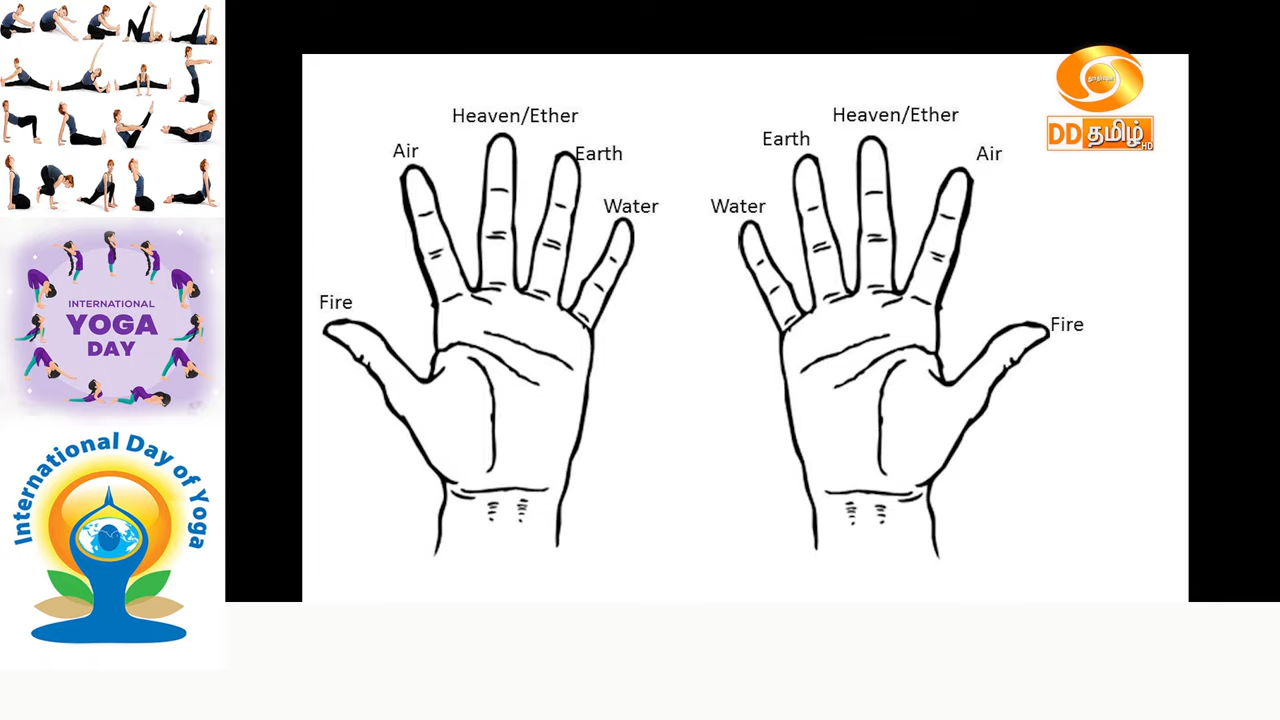 INTERNATIONAL
YOGA
DAY
International Day of Yoga
Heaven/Ether
Air
Earth
Water
Fire
Heaven/Ether
Earth
Air
Water
Fire
DD தமிழ் HD